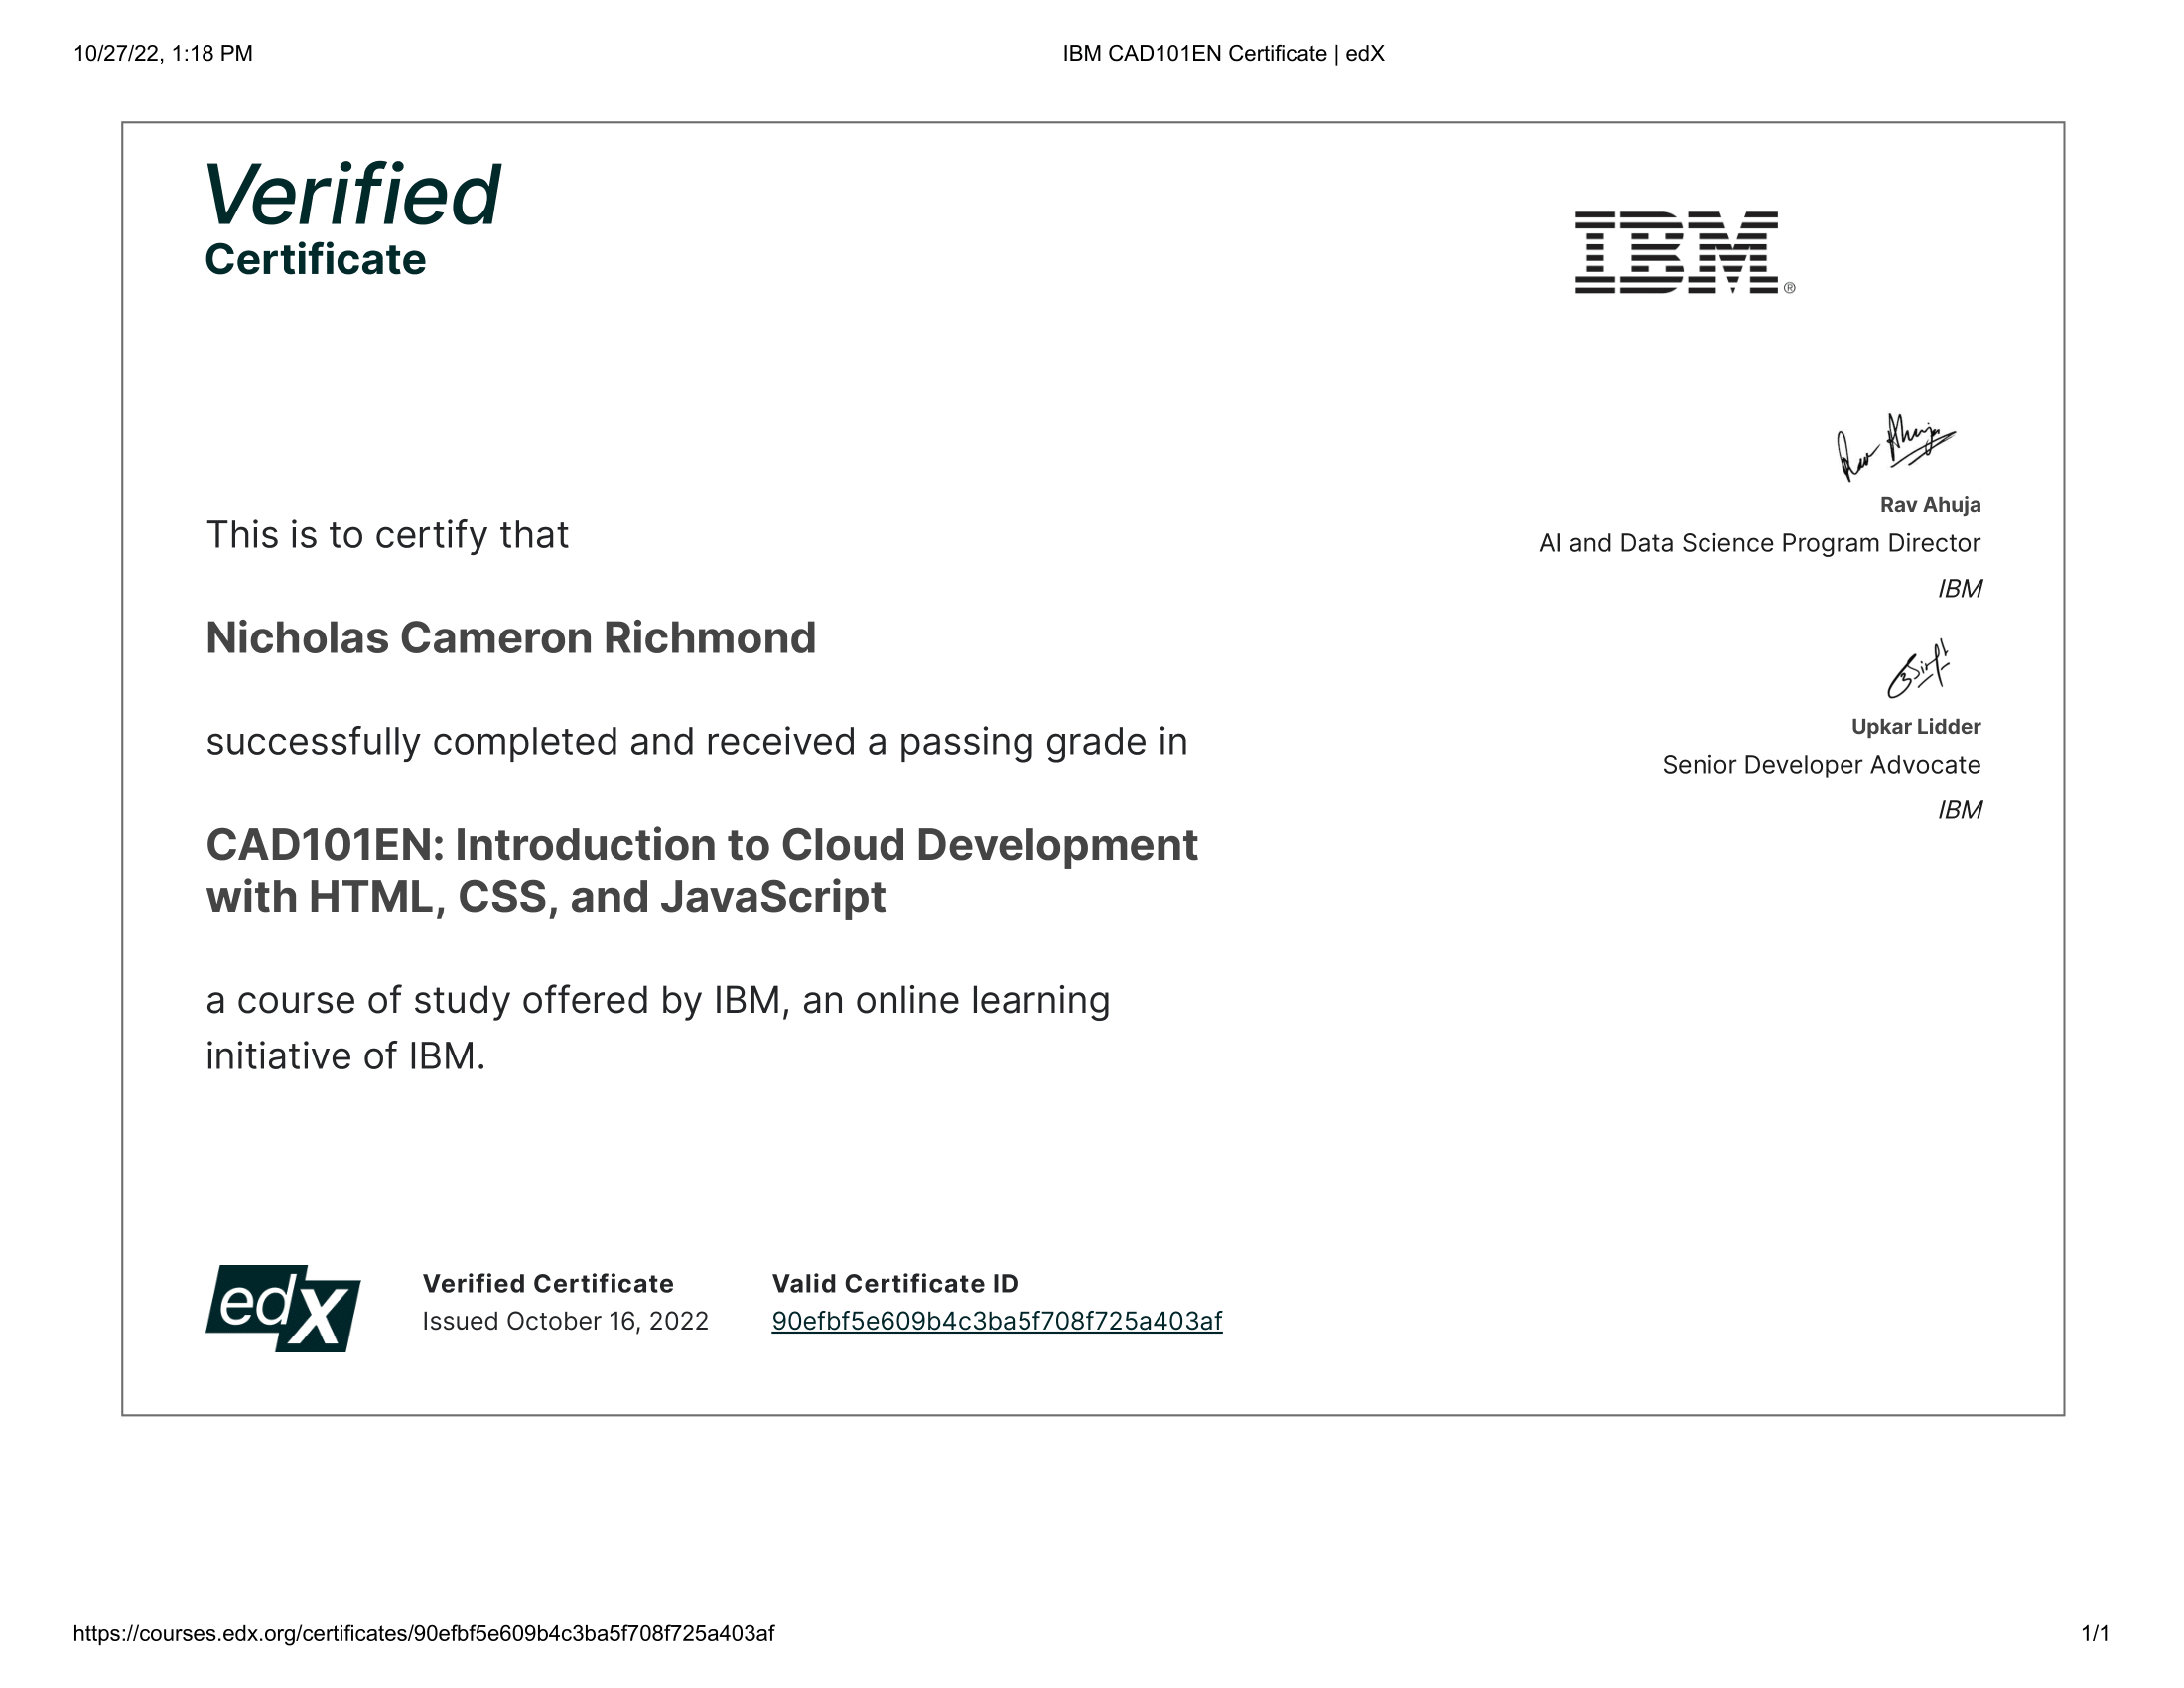 10/27/22, 1:18 PM
IBM CAD101EN Certificate | edX
Verified
Certificate
IBM®
This is to certify that
Nicholas Cameron Richmond
successfully completed and received a passing grade in
CAD101EN: Introduction to Cloud Development
with HTML, CSS, and JavaScript
a course of study offered by IBM, an online learning
initiative of IBM.
Rav Ahuja
Rav Ahuja
AI and Data Science Program Director
IBM
Upkar Lidder
Senior Developer Advocate
IBM
edX
Verified Certificate
Issued October 16, 2022
Valid Certificate ID
90efbf5e609b4c3ba5f708f725a403af
https://courses.edx.org/certificates/90efbf5e609b4c3ba5f708f725a403af
1/1